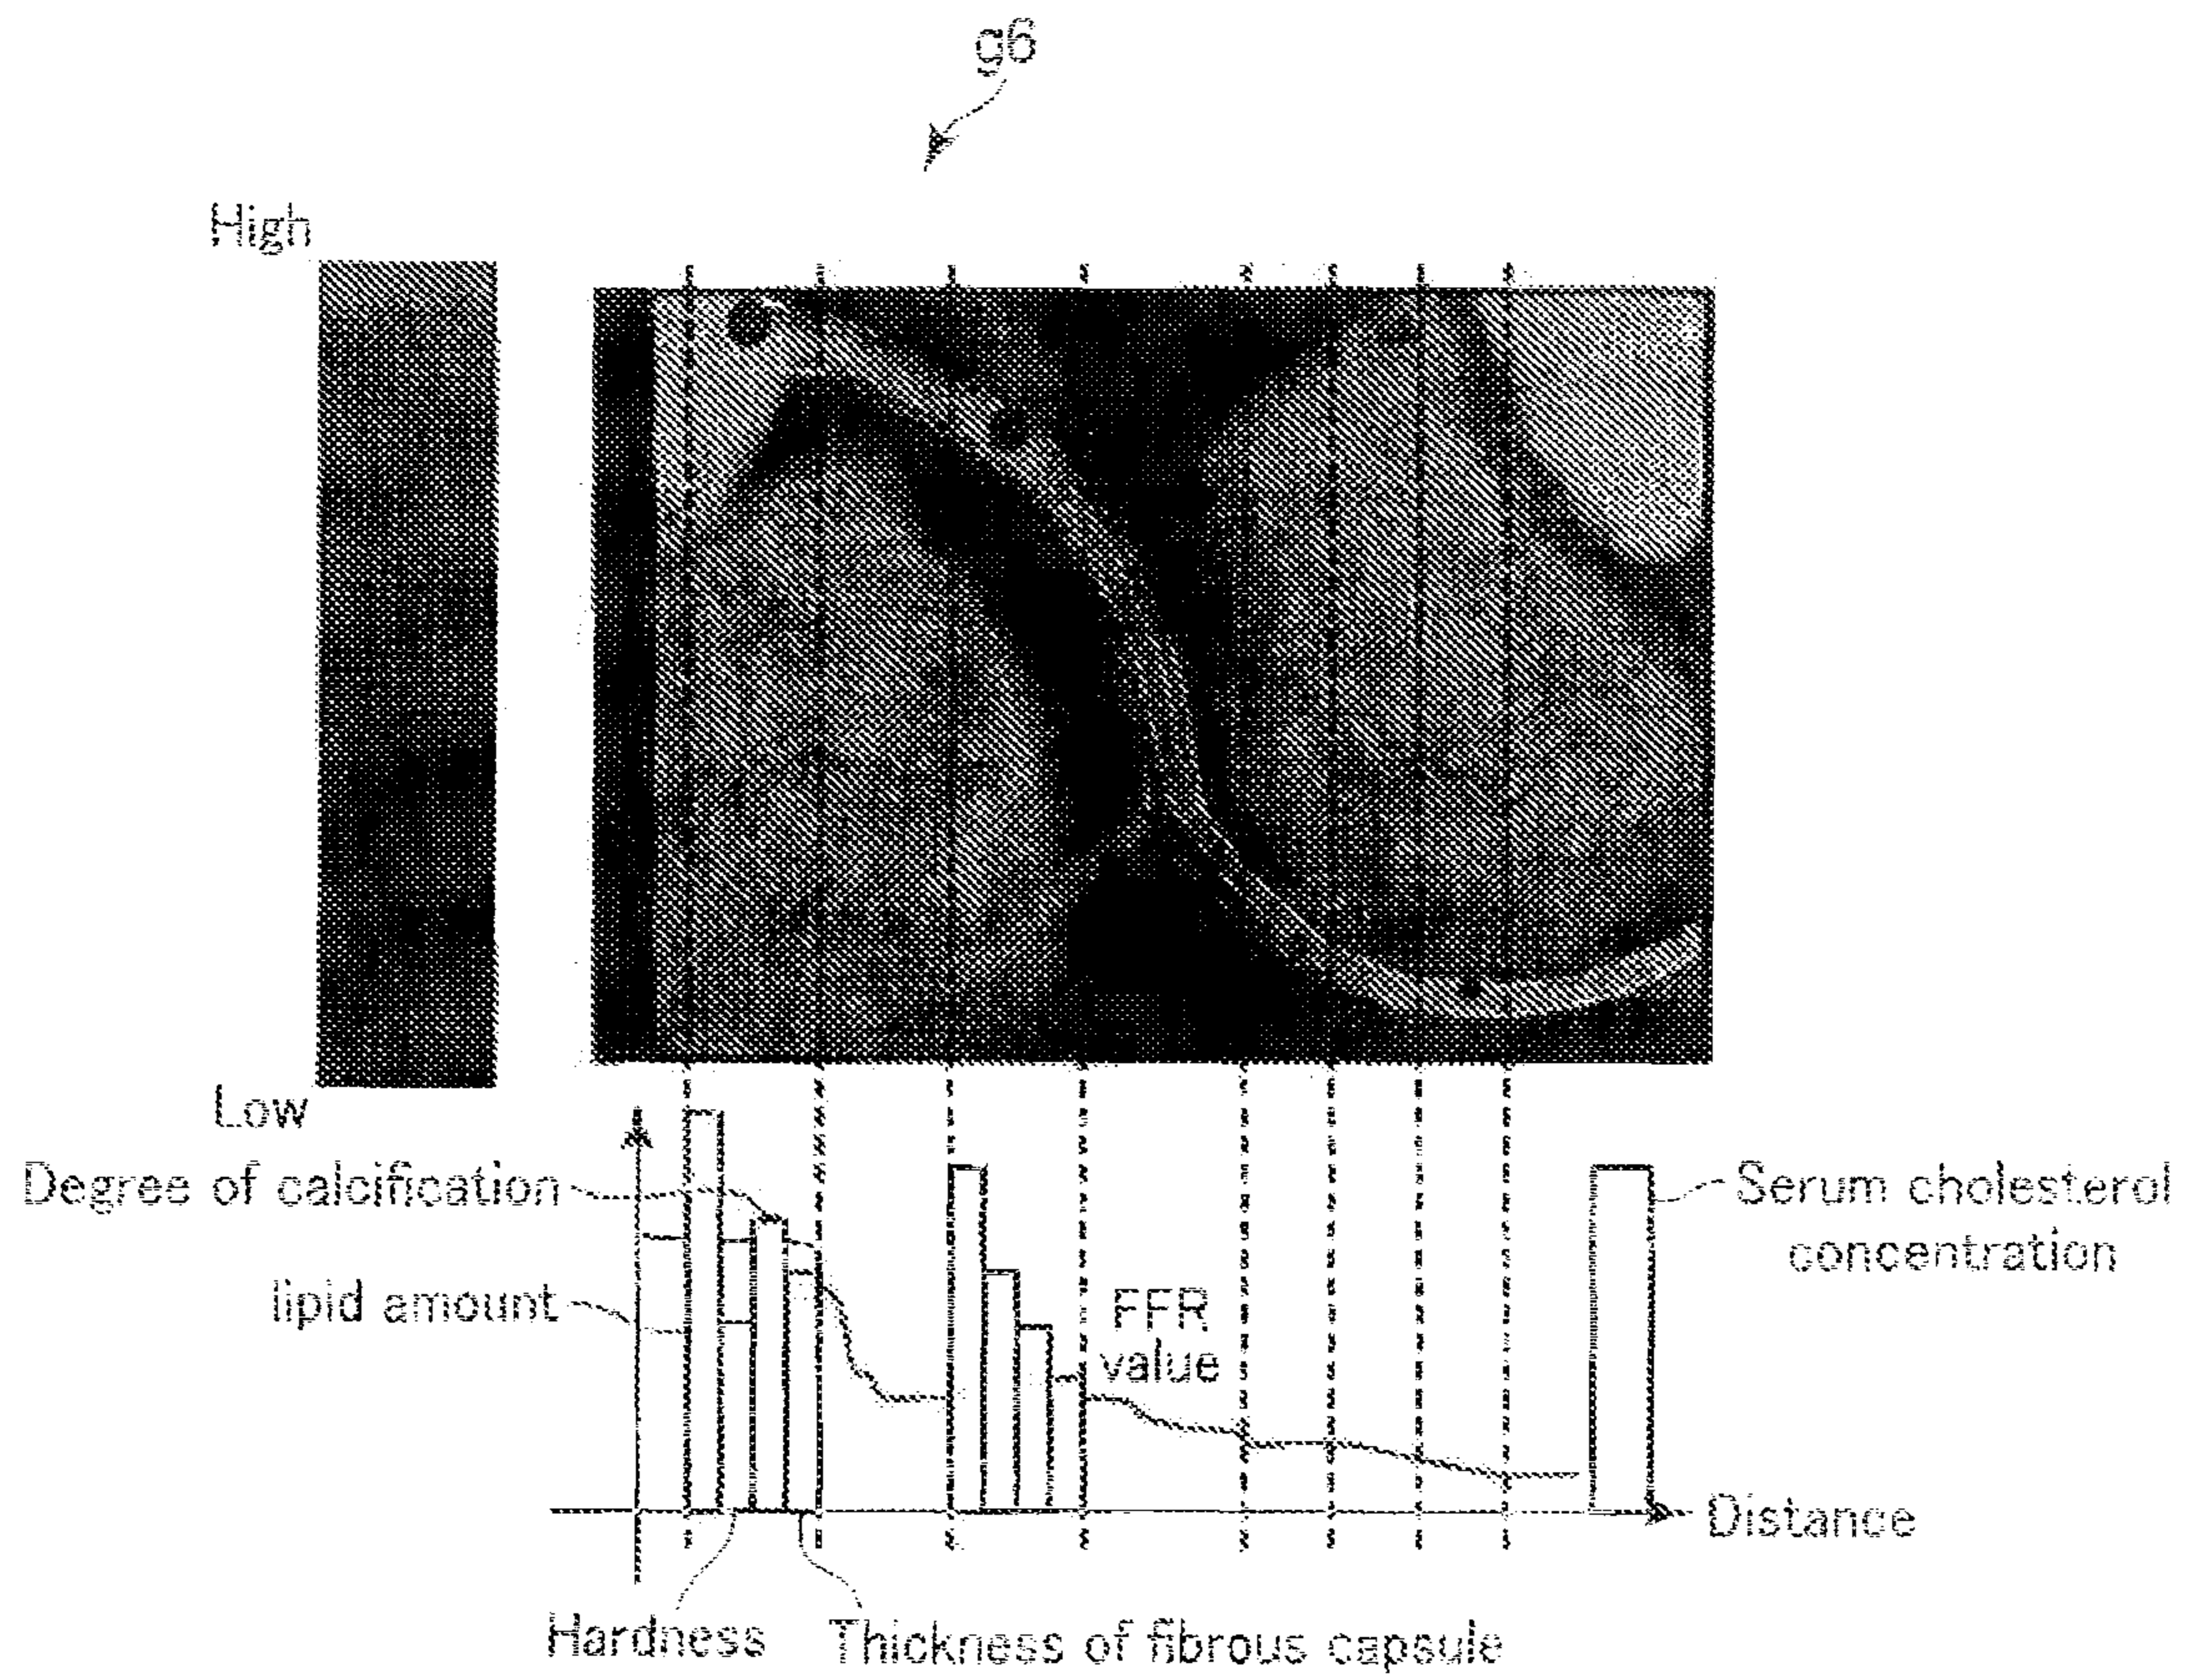 g6
High
Low
Degree of calcification
lipid amount
FFR
value
Serum cholesterol
concentration
Distance
Hardness
Thickness of fibrous capsule